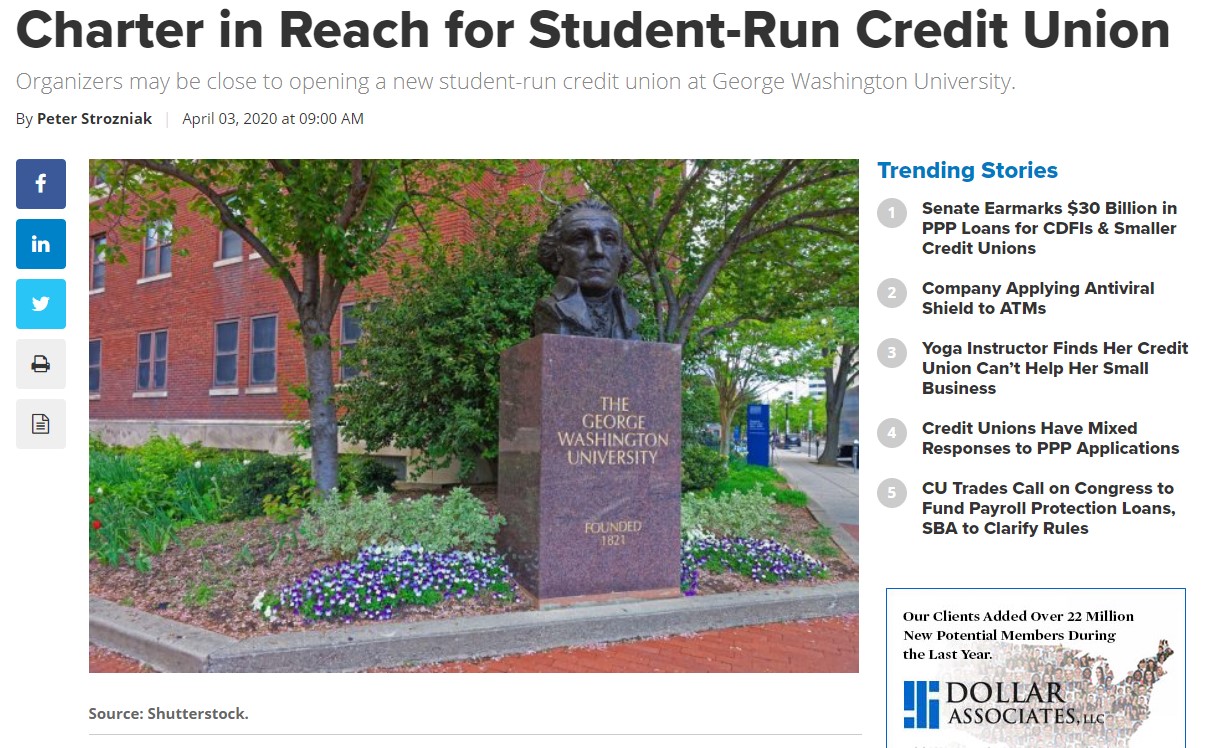 Charter in Reach for Student-Run Credit Union
Organizers may be close to opening a new student-run credit union at George Washington University.
By Peter Strozniak | April 03, 2020 at 09:00 AM
f
in
THE
GEORGE
WASHINGTON
UNIVERSITY
FOUNDED
1821
Source: Shutterstock.
Trending Stories
1
Senate Earmarks $30 Billion in
PPP Loans for CDFIs & Smaller
Credit Unions
2
Company Applying Antiviral
Shield to ATMs
3
Yoga Instructor Finds Her Credit
Union Can’t Help Her Small
Business
4
Credit Unions Have Mixed
Responses to PPP Applications
5
CU Trades Call on Congress to
Fund Payroll Protection Loans,
SBA to Clarify Rules
Our Clients Added Over 22 Million
New Potential Members During
the Last Year.
DOLLAR
ASSOCIATES, LLC